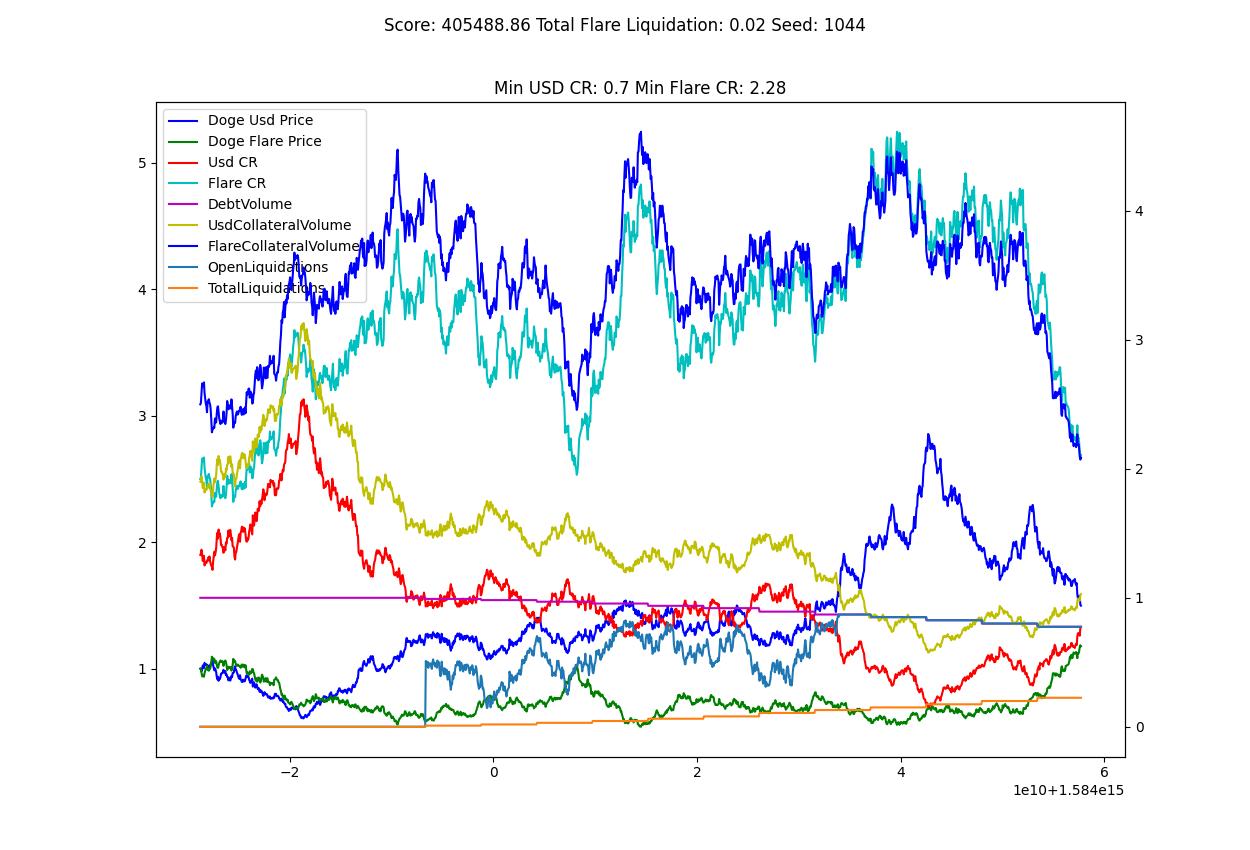 Score: 405488.86 Total Flare Liquidation: 0.02 Seed: 1044
Min USD CR: 0.7 Min Flare CR: 2.28
Doge Usd Price
Doge Flare Price
Usd CR
Flare CR
DebtVolume
UsdCollateralVolume
FlareCollateralVolume
OpenLiquidations
TotalLiquidations
5
4
3
2
1
4
3
2
1
0
−2
0
2
4
6
1e10+1.584e15